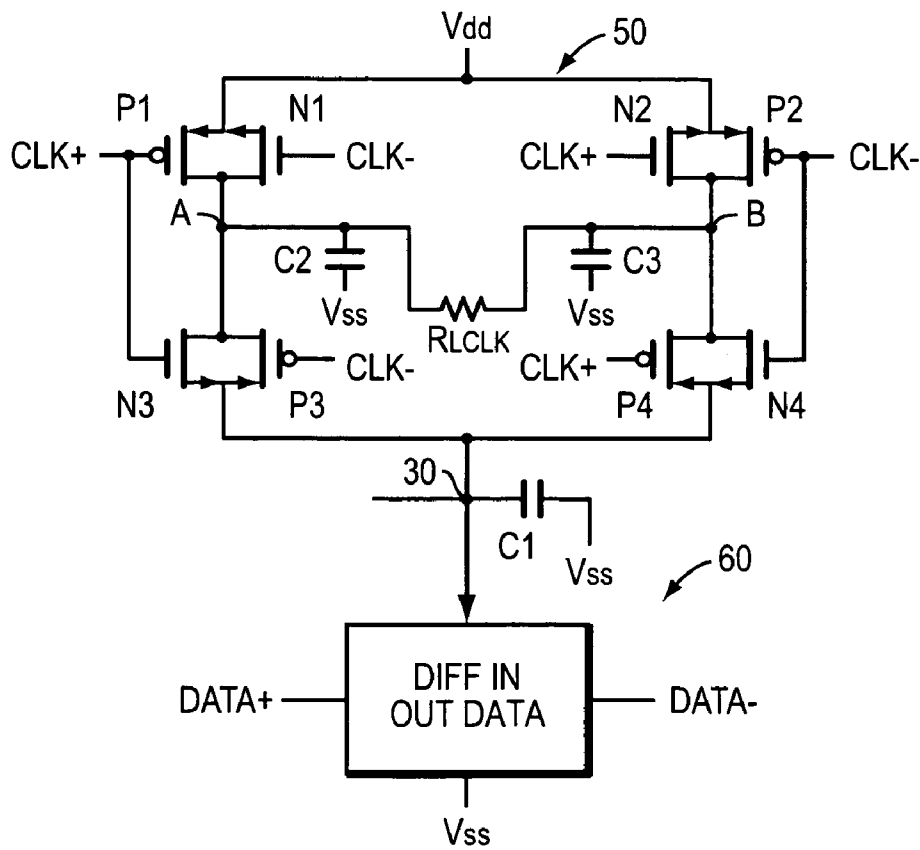 Vdd
50
P1 N1 N2 P2
CLK+ CLK- CLK+ CLK-
A B
C2 C3
Vss Vss
RLCLK
CLK- CLK+
N3 P3 P4 N4
30
C1
Vss
60
DATA+ DIFF IN DATA-
OUT DATA
Vss